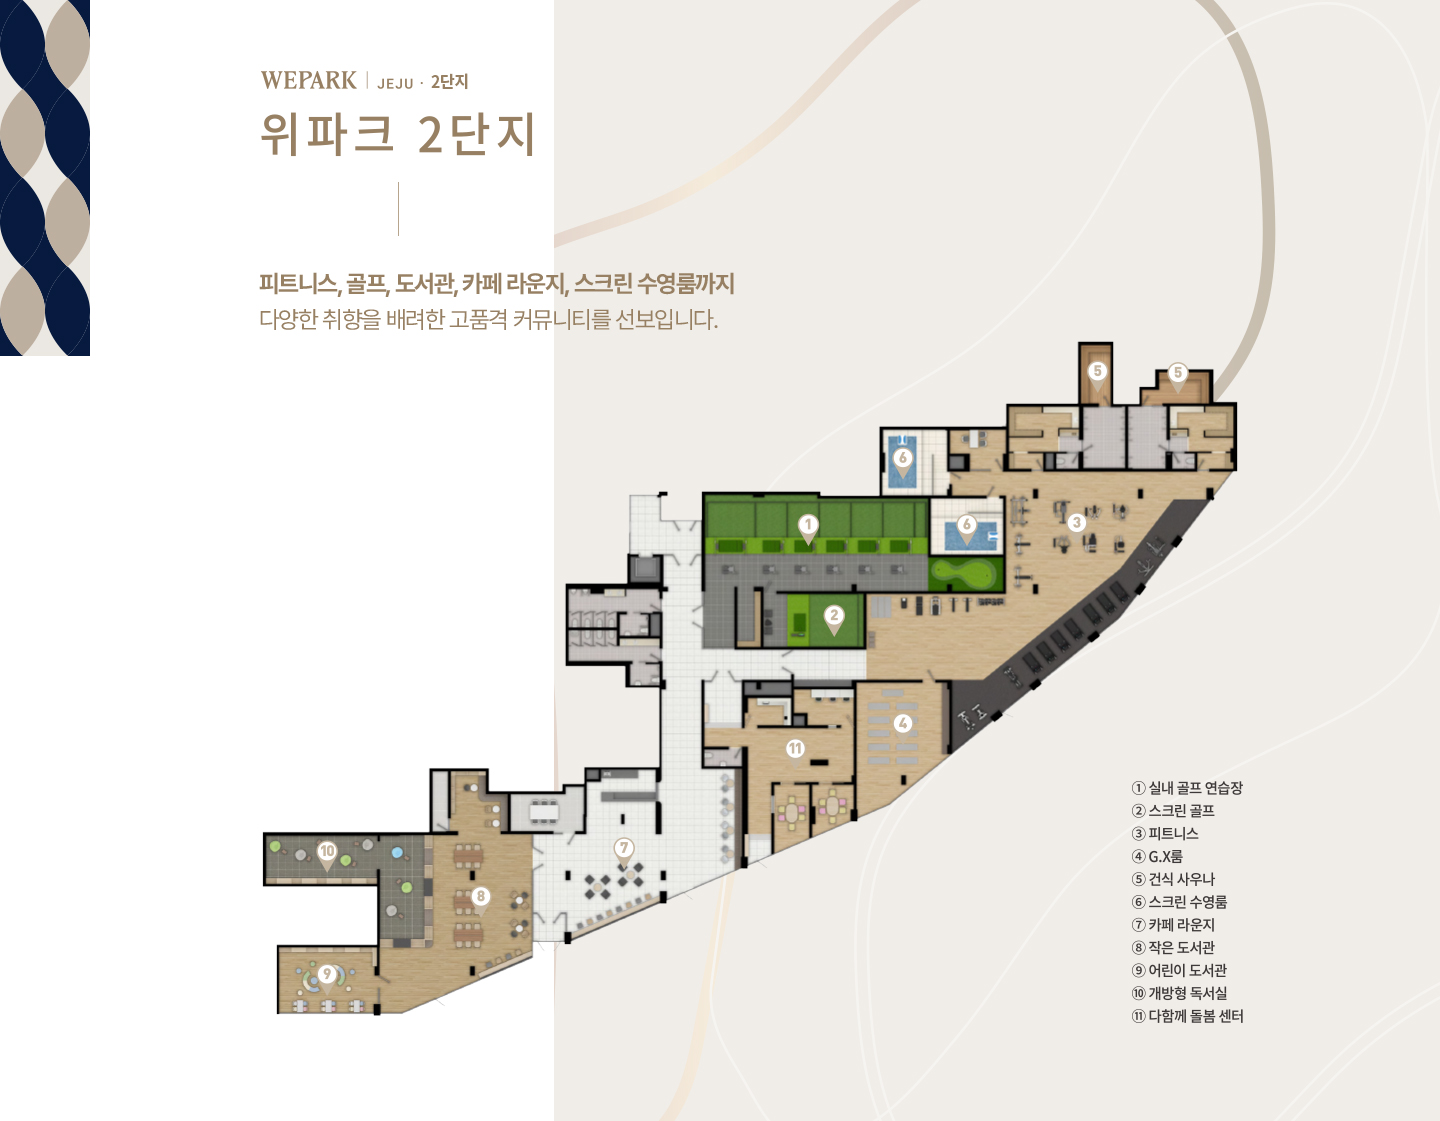 WEPARK | JEJU · 2단지
위파크 2단지
피트니스, 골프, 도서관, 카페 라운지, 스크린 수영룸까지
다양한 취향을 배려한 고품격 커뮤니티를 선보입니다.
5
5
6
1
6
3
2
4
11
7
10
8
9
① 실내 골프 연습장
② 스크린 골프
③ 피트니스
④ G.X룸
⑤ 건식 사우나
⑥ 스크린 수영룸
⑦ 카페 라운지
⑧ 작은 도서관
⑨ 어린이 도서관
⑩ 개방형 독서실
⑪ 다함께 돌봄 센터